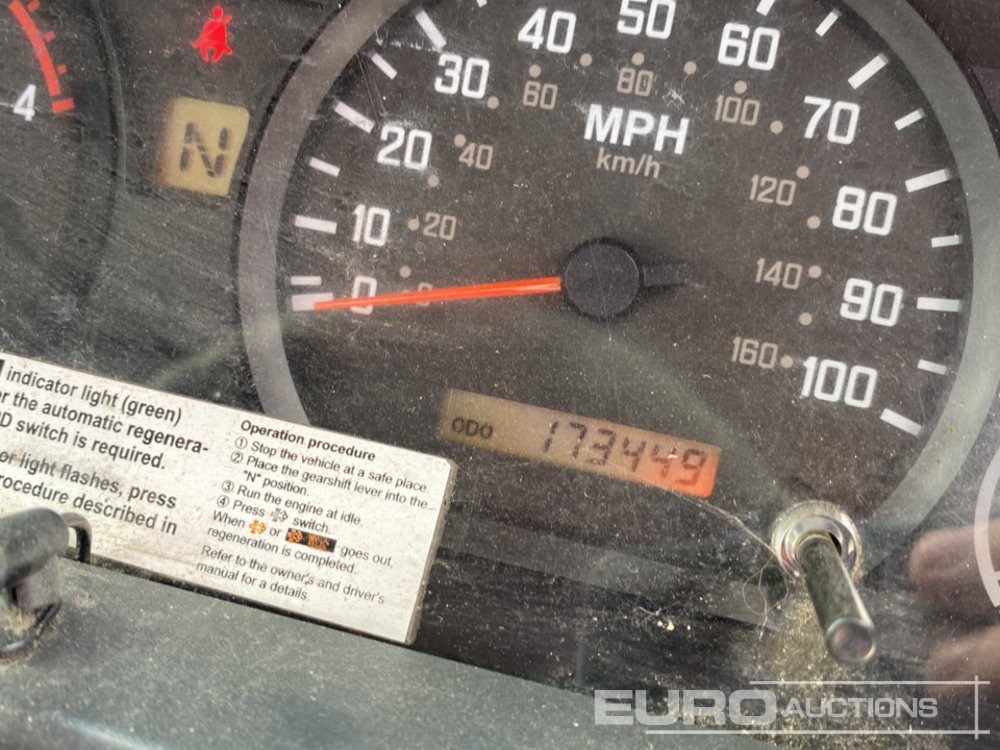 4
N
0
10
20
30
40
50
60
70
80
90
100
20
40
60
80
100
120
140
160
MPH
km/h
ODO 173449
indicator light (green)
the automatic regenera-
switch is required.
or light flashes, press
rocedure described in
Operation procedure
① Stop the vehicle at a safe place
② Place the gearshift lever into the
"N" position.
③ Run the engine at idle.
④ Press switch.
When or goes out,
regeneration is completed.
Refer to the owner's and driver's
manual for a details.
EURO AUCTIONS